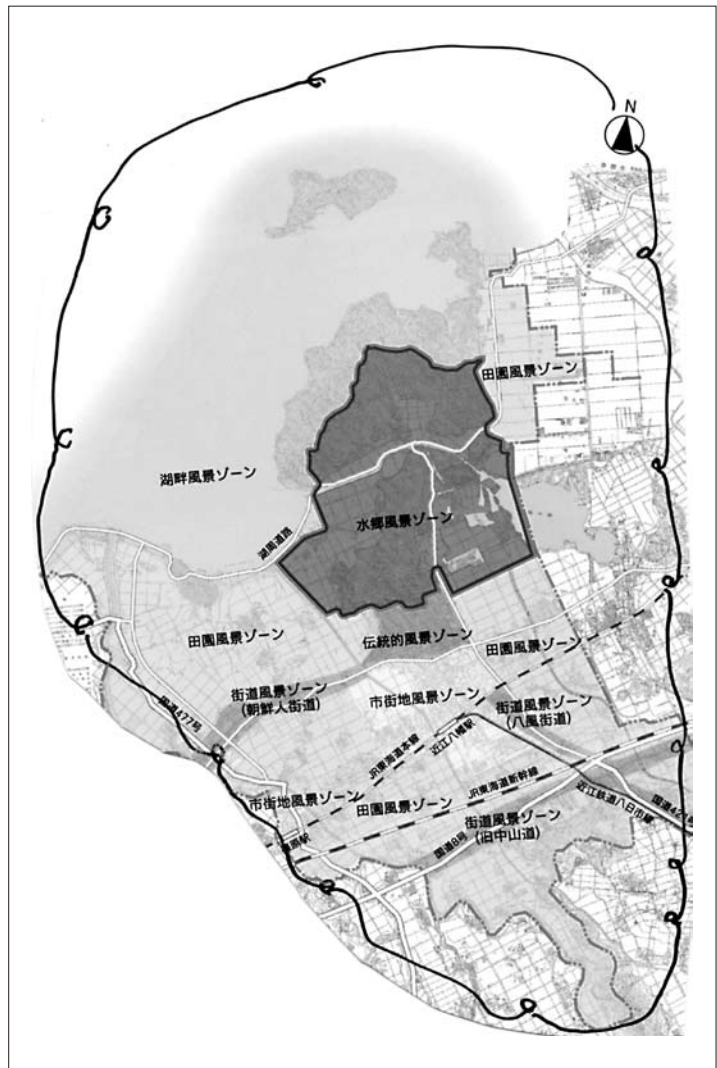 N
田園風景ゾーン
湖畔風景ゾーン
水郷風景ゾーン
湖周道路
田園風景ゾーン
伝統的風景ゾーン
田園風景ゾーン
街道風景ゾーン
(朝鮮人街道)
市街地風景ゾーン
街道風景ゾーン
(八風街道)
国道477号
JR東海道本線
近江八幡駅
JR東海道新幹線
市街地風景ゾーン
田園風景ゾーン
近江鉄道八日市線
国道421号
街道風景ゾーン
(旧中山道)
国道8号